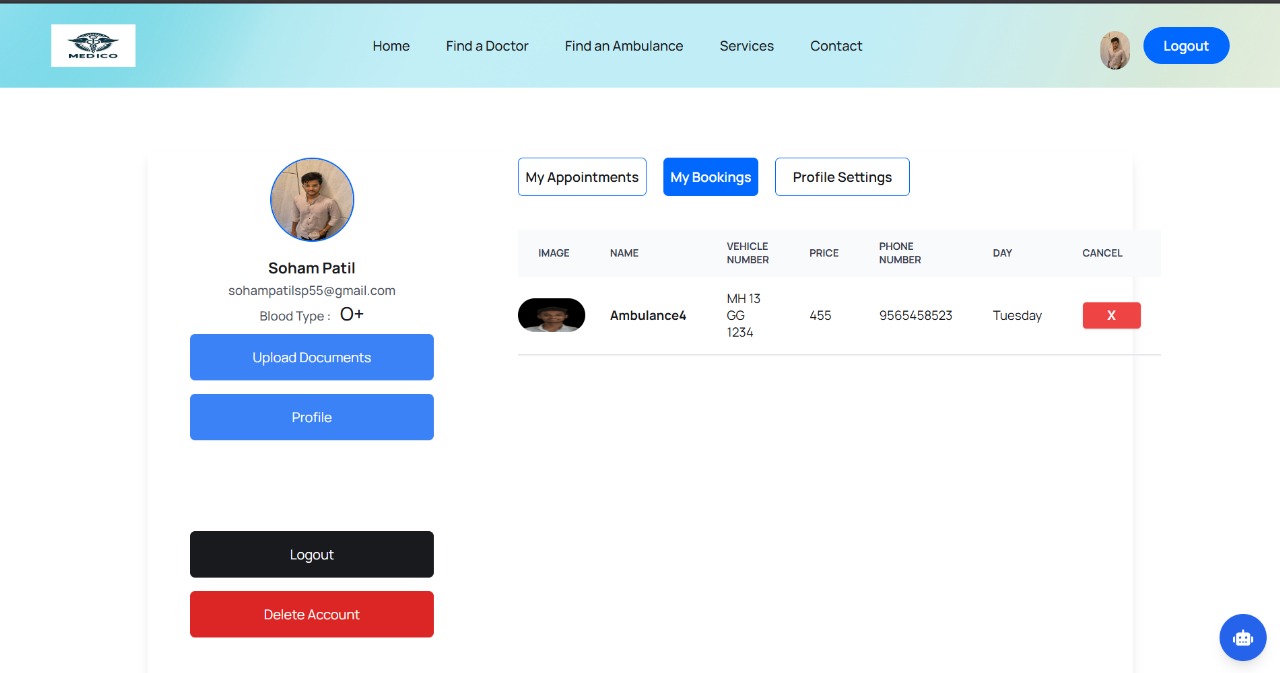 MEDICO
Home
Find a Doctor
Find an Ambulance
Services
Contact
Logout
Soham Patil
sohampatilsp55@gmail.com
Blood Type : O+
Upload Documents
Profile
Logout
Delete Account
My Appointments
My Bookings
Profile Settings
IMAGE
NAME
VEHICLE
NUMBER
PRICE
PHONE
NUMBER
DAY
CANCEL
Ambulance4
MH 13
GG
1234
455
9565458523
Tuesday
X